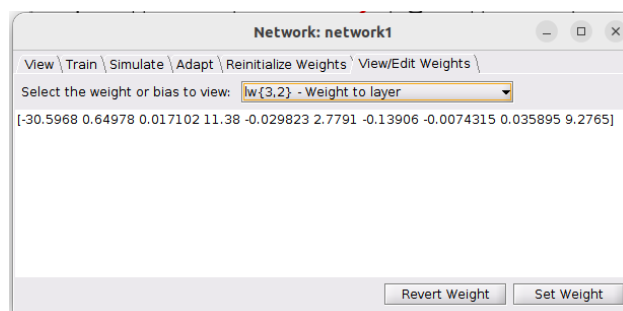 Network: network1
View Train Simulate Adapt Reinitialize Weights View/Edit Weights
Select the weight or bias to view: lw{3,2} - Weight to layer
[-30.5968 0.64978 0.017102 11.38 -0.029823 2.7791 -0.13906 -0.0074315 0.035895 9.2765]
Revert Weight Set Weight